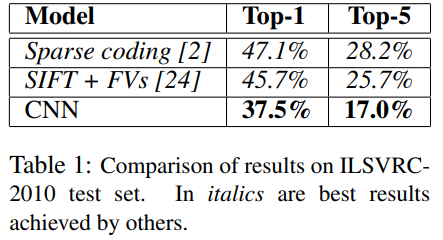 Model Top-1 Top-5
Sparse coding [2] 47.1% 28.2%
SIFT + FVs [24] 45.7% 25.7%
CNN 37.5% 17.0%
Table 1: Comparison of results on ILSVRC-
2010 test set. In italics are best results
achieved by others.